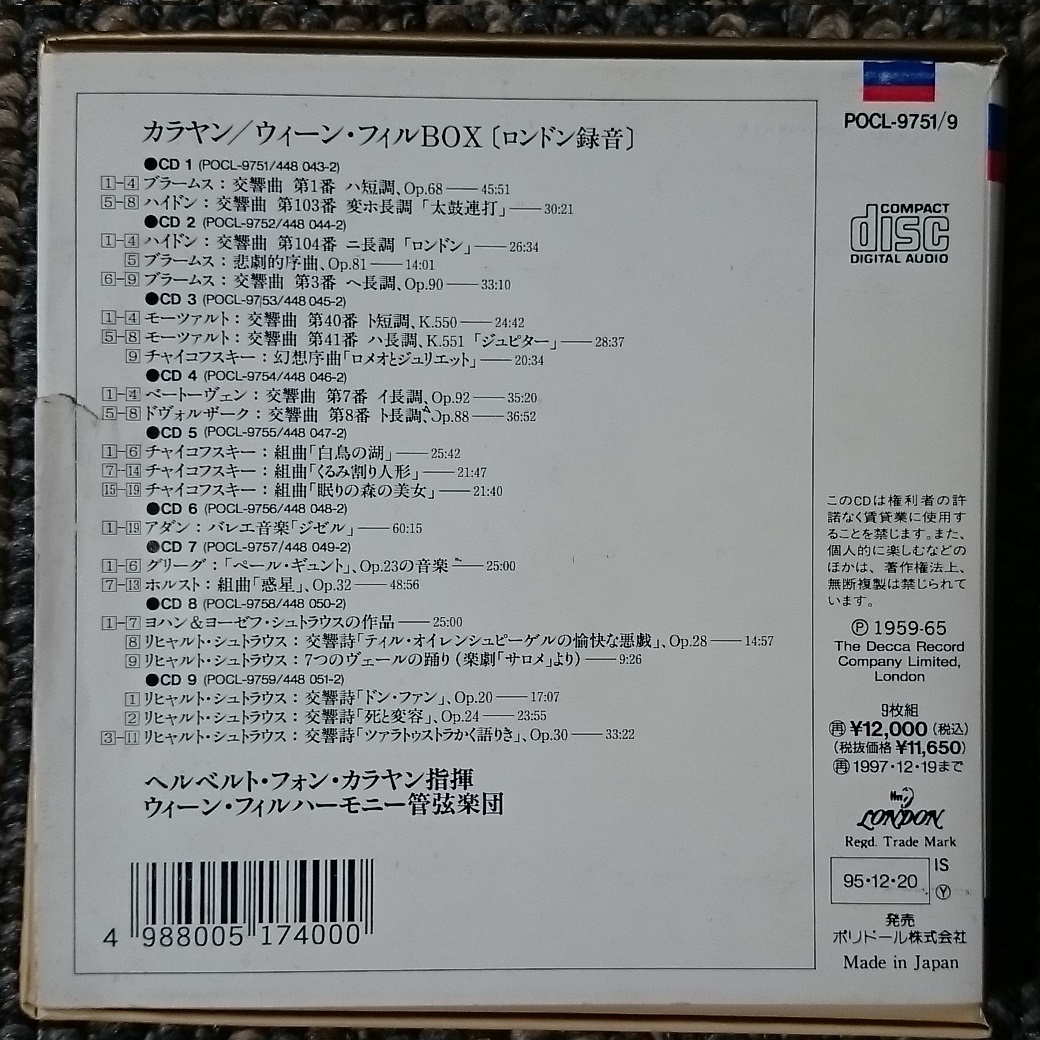 カラヤン/ウィーン・フィルBOX〔ロンドン録音〕
●CD 1 (POCL-9751/448 043-2)
1-4 ブラームス：交響曲 第1番 ハ短調、Op.68 —— 45:51
5-8 ハイドン：交響曲 第103番 変ホ長調「太鼓連打」—— 30:21
●CD 2 (POCL-9752/448 044-2)
1-4 ハイドン：交響曲 第104番 ニ長調「ロンドン」—— 26:34
5 ブラームス：悲劇的序曲、Op.81 —— 14:01
6-9 ブラームス：交響曲 第3番 ヘ長調、Op.90 —— 33:10
●CD 3 (POCL-9753/448 045-2)
1-4 モーツァルト：交響曲 第40番 ト短調、K.550 —— 24:42
5-8 モーツァルト：交響曲 第41番 ハ長調、K.551「ジュピター」—— 28:37
9 チャイコフスキー：幻想序曲「ロメオとジュリエット」—— 20:34
●CD 4 (POCL-9754/448 046-2)
1-4 ベートーヴェン：交響曲 第7番 イ長調、Op.92 —— 35:20
5-8 ドヴォルザーク：交響曲 第8番 ト長調、Op.88 —— 36:52
●CD 5 (POCL-9755/448 047-2)
1-6 チャイコフスキー：組曲「白鳥の湖」—— 25:42
7-14 チャイコフスキー：組曲「くるみ割り人形」—— 21:47
15-19 チャイコフスキー：組曲「眠りの森の美女」—— 21:40
●CD 6 (POCL-9756/448 048-2)
1-19 アダン：バレエ音楽「ジゼル」—— 60:15
●CD 7 (POCL-9757/448 049-2)
1-6 グリーグ：「ペール・ギュント」、Op.23の音楽 —— 25:00
7-13 ホルスト：組曲「惑星」、Op.32 —— 48:56
●CD 8 (POCL-9758/448 050-2)
1-7 ヨハン&ヨーゼフ・シュトラウスの作品 —— 25:00
8 リヒャルト・シュトラウス：交響詩「ティル・オイレンシュピーゲルの愉快な悪戯」、Op.28 —— 14:57
9 リヒャルト・シュトラウス：7つのヴェールの踊り(楽劇「サロメ」より) —— 9:26
●CD 9 (POCL-9759/448 051-2)
1 リヒャルト・シュトラウス：交響詩「ドン・ファン」、Op.20 —— 17:07
2 リヒャルト・シュトラウス：交響詩「死と変容」、Op.24 —— 23:55
3-11 リヒャルト・シュトラウス：交響詩「ツァラトゥストラかく語りき」、Op.30 —— 33:22
ヘルベルト・フォン・カラヤン指揮
ウィーン・フィルハーモニー管弦楽団
4 988005 174000
POCL-9751/9
COMPACT
disc
DIGITAL AUDIO
このCDは権利者の許
諾なく賃貸業に使用す
ることを禁じます。また、
個人的に楽しむなどの
ほかは、著作権法上、
無断複製は禁じられて
います。
Ⓟ 1959-65
The Decca Record
Company Limited,
London
9枚組
㊢ ¥12,000 (税込)
(税抜価格 ¥11,650)
1997・12・19まで
LONDON
Regd. Trade Mark
95・12・20
IS
Ⓨ
発売
ポリドール株式会社
Made in Japan